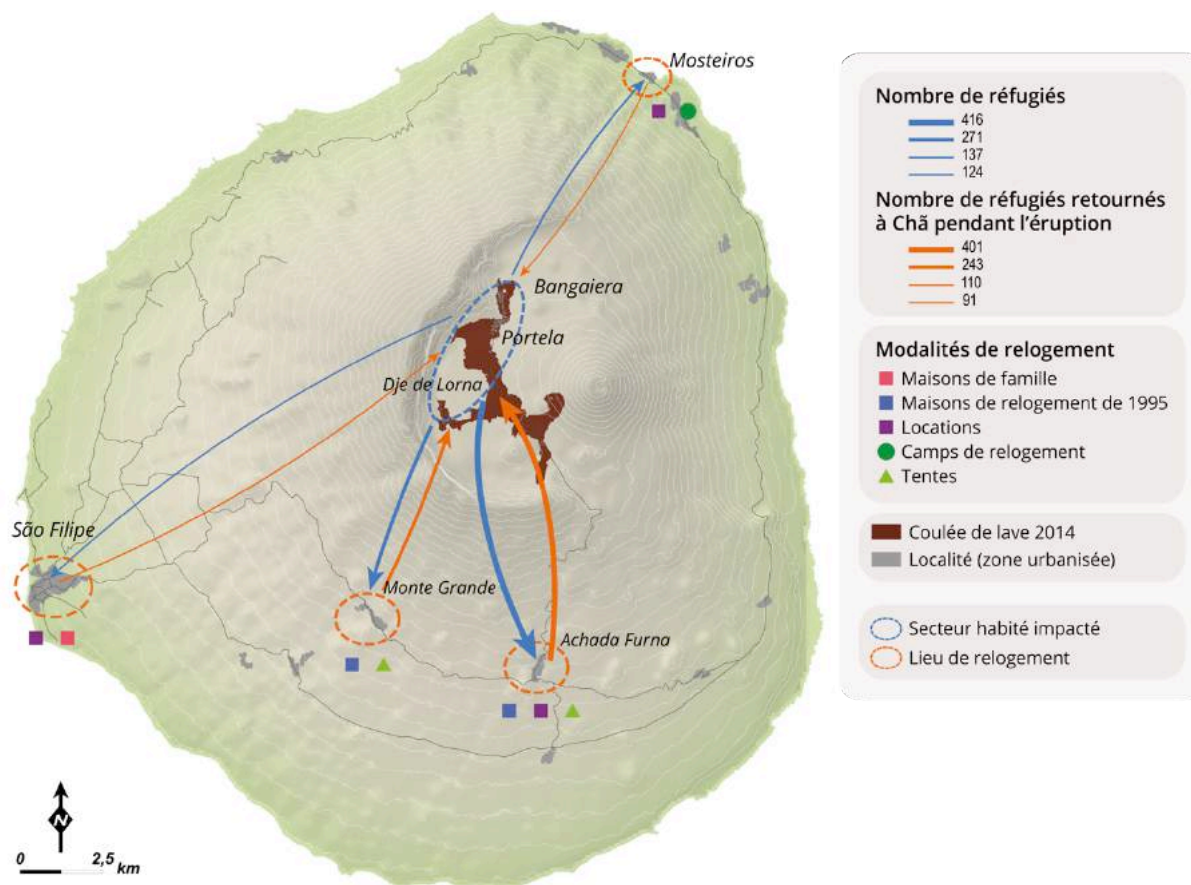 Mosteiros
Bangaiera
Portela
Dje de Lorna
São Filipe
Monte Grande
Achada Furna
N
0 2,5 km
Nombre de réfugiés
416
271
137
124
Nombre de réfugiés retournés
à Chã pendant l'éruption
401
243
110
91
Modalités de relogement
Maisons de famille
Maisons de relogement de 1995
Locations
Camps de relogement
Tentes
Coulée de lave 2014
Localité (zone urbanisée)
Secteur habité impacté
Lieu de relogement